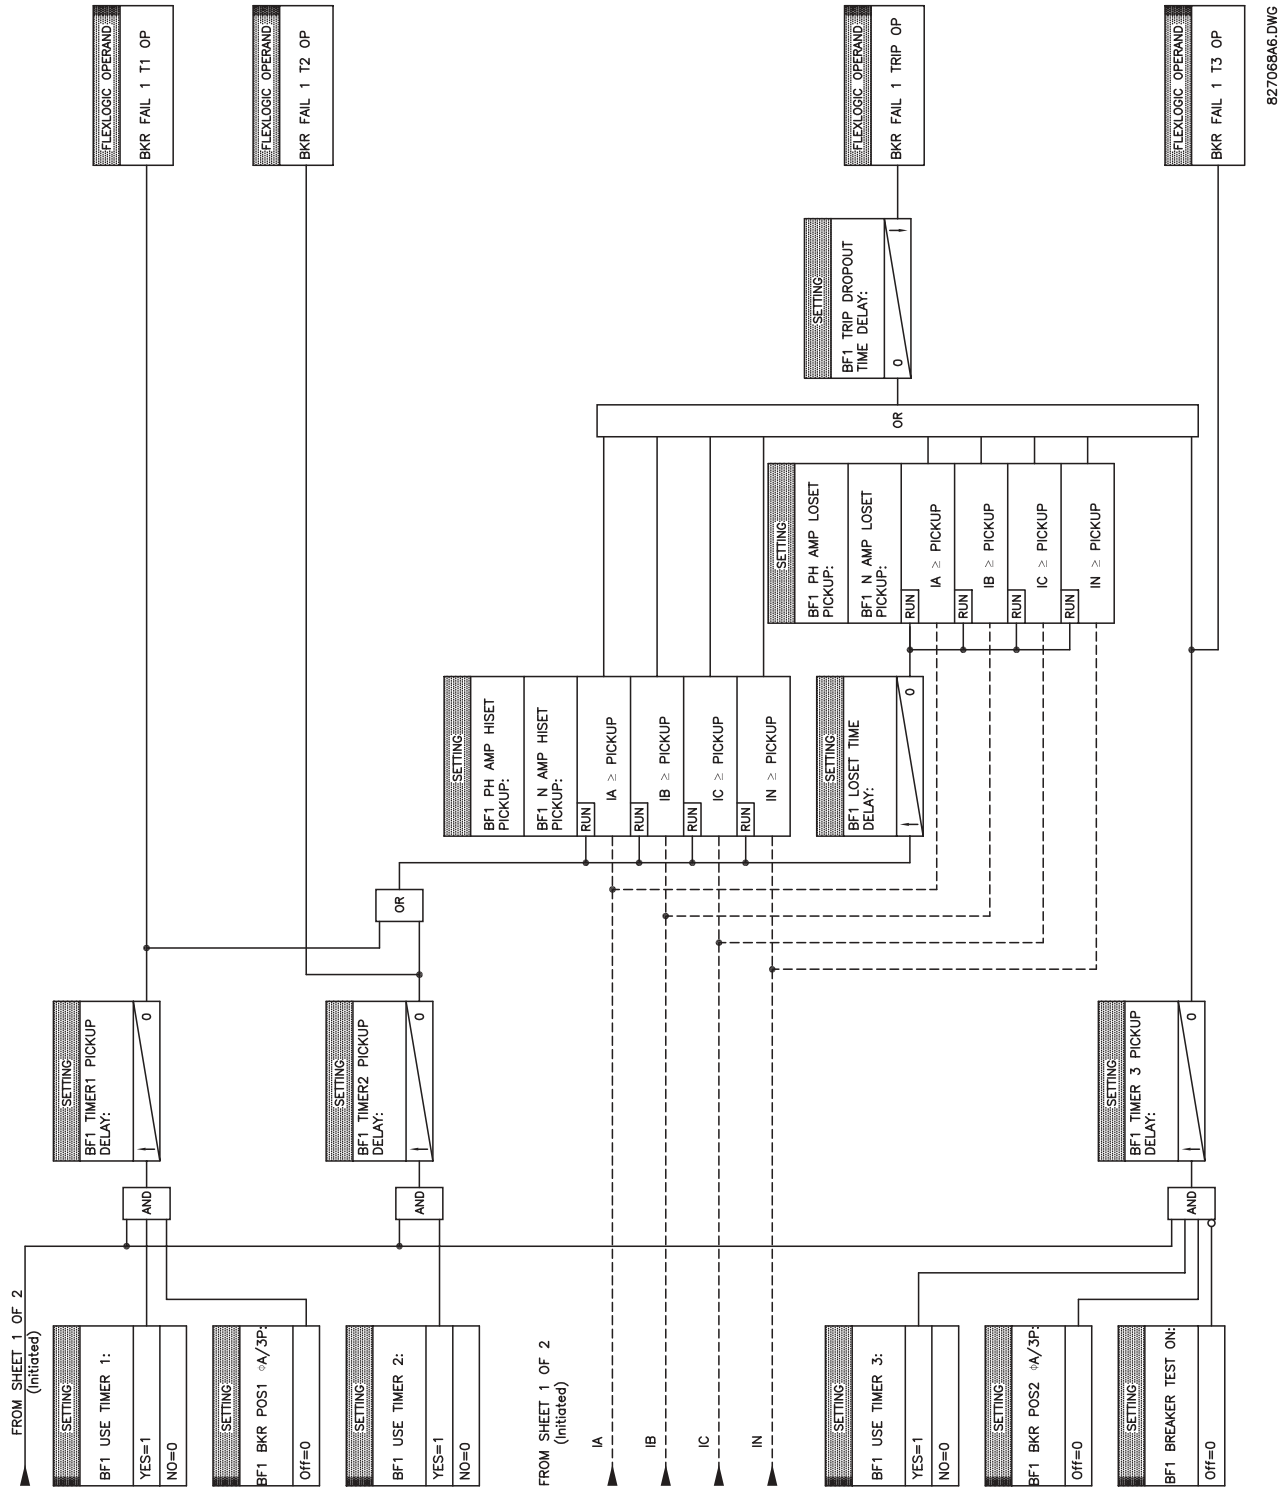 FROM SHEET 1 OF 2
(Initiated)
SETTING
BF1 USE TIMER 1:
YES=1
NO=0
SETTING
BF1 BKR POS1 ΦA/3P:
Off=0
SETTING
BF1 USE TIMER 2:
YES=1
NO=0
FROM SHEET 1 OF 2
(Initiated)
IA
IB
IC
IN
SETTING
BF1 USE TIMER 3:
YES=1
NO=0
SETTING
BF1 BKR POS2 ΦA/3P:
Off=0
SETTING
BF1 BREAKER TEST ON:
Off=0
AND
AND
AND
SETTING
BF1 TIMER1 PICKUP
DELAY:
0
SETTING
BF1 TIMER2 PICKUP
DELAY:
0
SETTING
BF1 TIMER 3 PICKUP
DELAY:
0
OR
SETTING
BF1 PH AMP HISET
PICKUP:
BF1 N AMP HISET
PICKUP:
RUN
IA ≥ PICKUP
RUN
IB ≥ PICKUP
RUN
IC ≥ PICKUP
RUN
IN ≥ PICKUP
SETTING
BF1 LOSET TIME
DELAY:
0
SETTING
BF1 PH AMP LOSET
PICKUP:
BF1 N AMP LOSET
PICKUP:
RUN
IA ≥ PICKUP
RUN
IB ≥ PICKUP
RUN
IC ≥ PICKUP
RUN
IN ≥ PICKUP
OR
SETTING
BF1 TRIP DROPOUT
TIME DELAY:
0
FLEXLOGIC OPERAND
BKR FAIL 1 T1 OP
FLEXLOGIC OPERAND
BKR FAIL 1 T2 OP
FLEXLOGIC OPERAND
BKR FAIL 1 TRIP OP
FLEXLOGIC OPERAND
BKR FAIL 1 T3 OP
827068A6.DWG